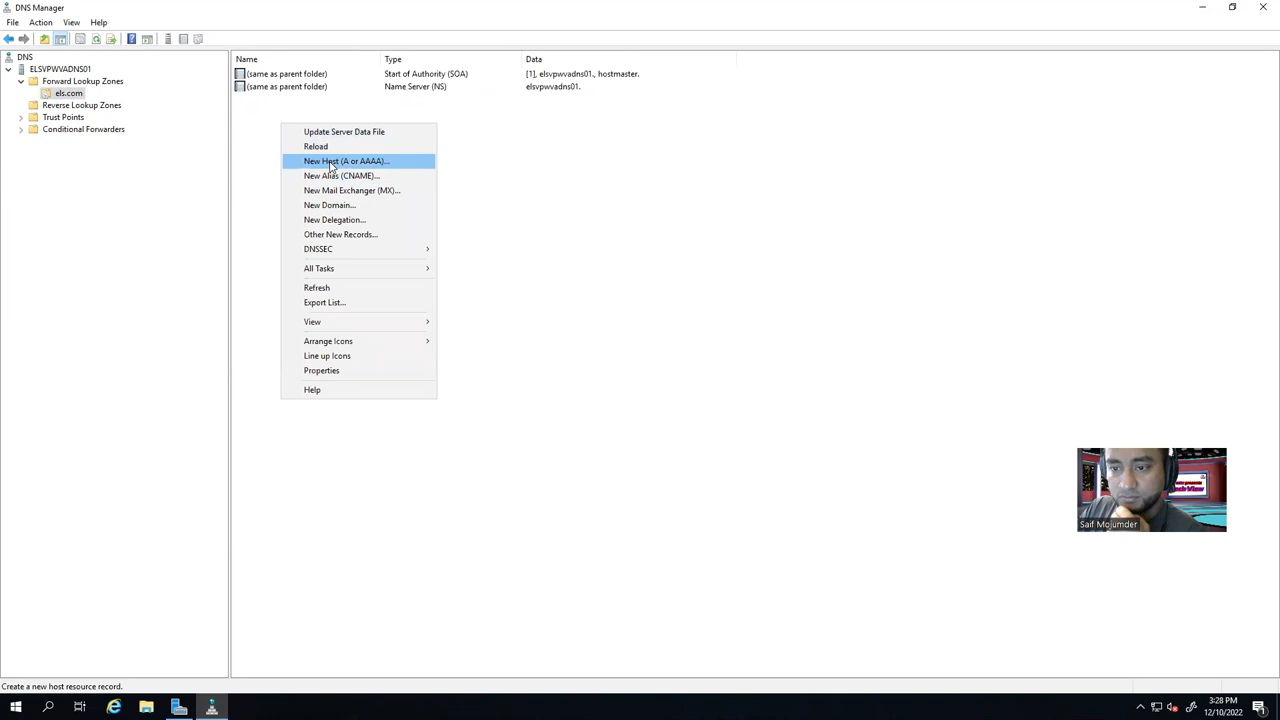 DNS Manager
File Action View Help
DNS
ELSVPWVADNS01
Forward Lookup Zones
els.com
Reverse Lookup Zones
Trust Points
Conditional Forwarders
Name Type Data
(same as parent folder) Start of Authority (SOA) [1], elsvpwvadns01., hostmaster.
(same as parent folder) Name Server (NS) elsvpwvadns01.
Update Server Data File
Reload
New Host (A or AAAA)...
New Alias (CNAME)...
New Mail Exchanger (MX)...
New Domain...
New Delegation...
Other New Records...
DNSSEC
All Tasks
Refresh
Export List...
View
Arrange Icons
Line up Icons
Properties
Help
Saif Mojumder
Create a new host resource record.
3:28 PM
12/10/2022
1